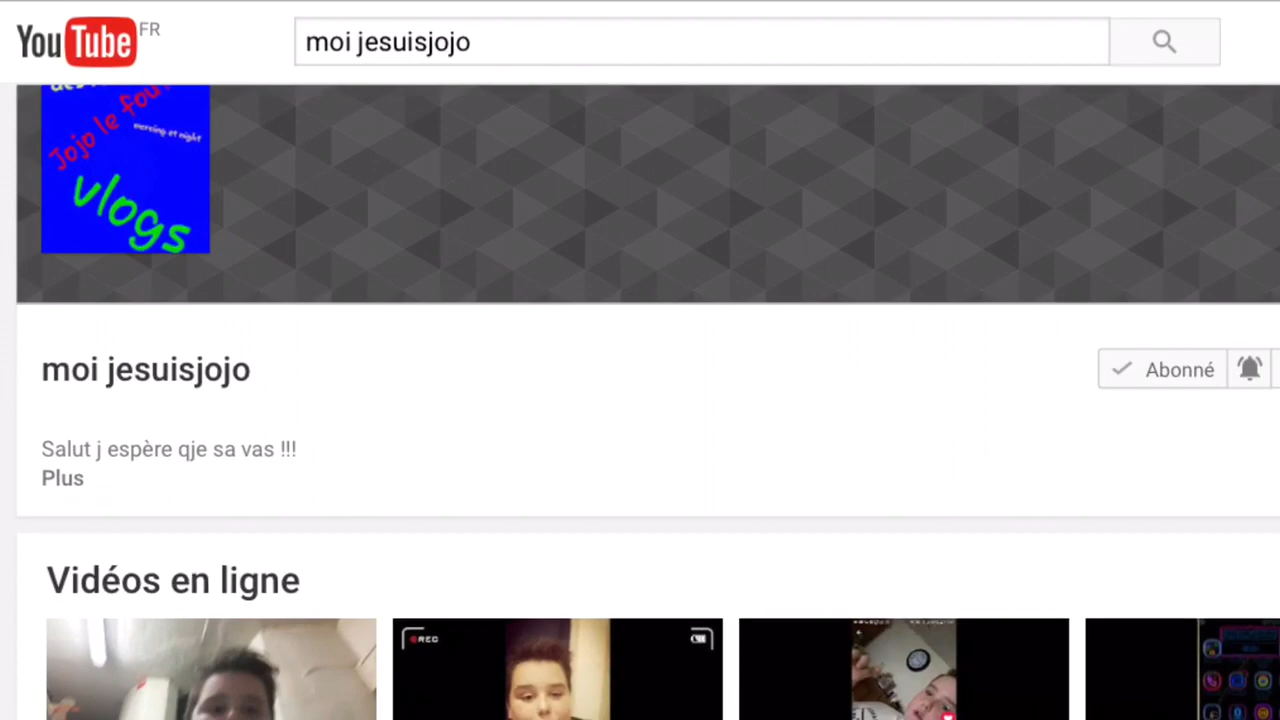 YouTube FR
moi jesuisjojo
Jojo le fou
morning et night
vlogs
moi jesuisjojo
Abonné
Salut j espère qje sa vas !!!
Plus
Vidéos en ligne
REC